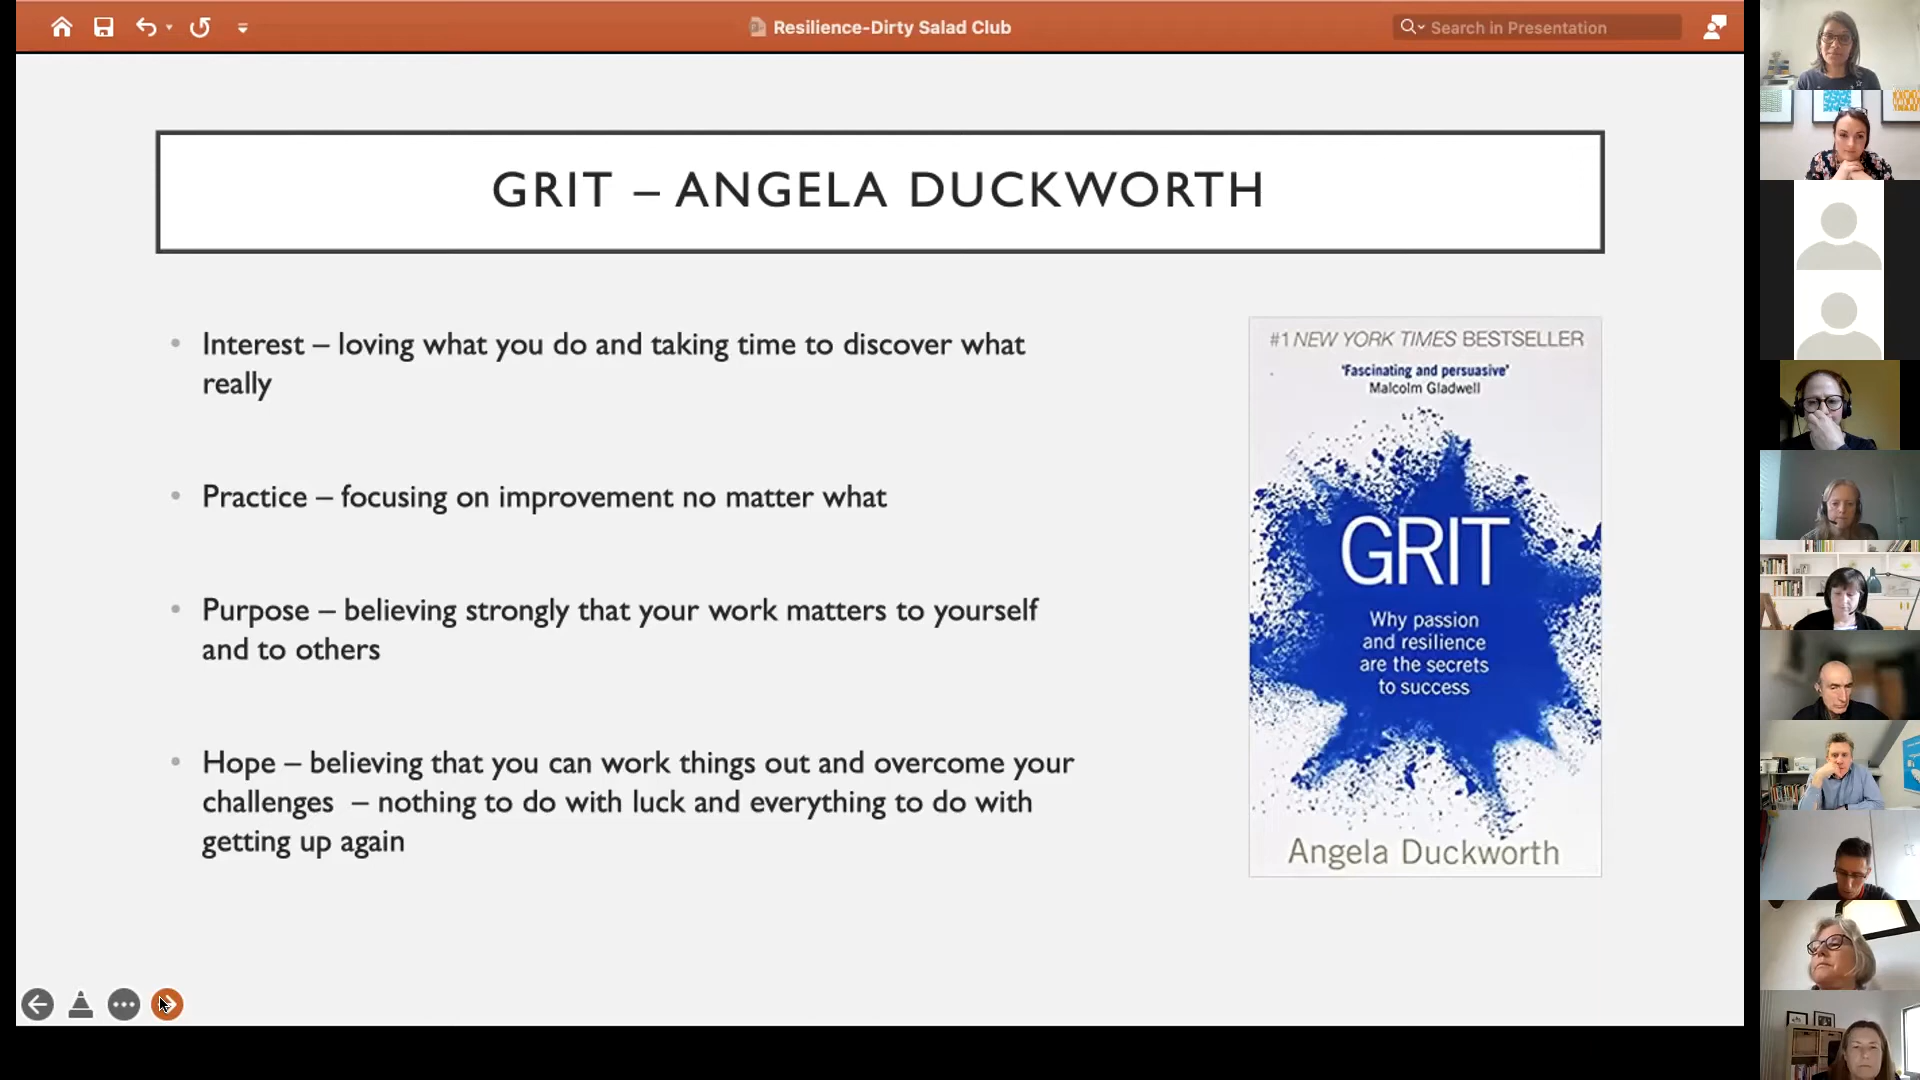 Resilience-Dirty Salad Club
Search in Presentation
GRIT – ANGELA DUCKWORTH
• Interest – loving what you do and taking time to discover what
really
• Practice – focusing on improvement no matter what
• Purpose – believing strongly that your work matters to yourself
and to others
• Hope – believing that you can work things out and overcome your
challenges – nothing to do with luck and everything to do with
getting up again
#1 NEW YORK TIMES BESTSELLER
'Fascinating and persuasive'
Malcolm Gladwell
GRIT
Why passion
and resilience
are the secrets
to success
Angela Duckworth